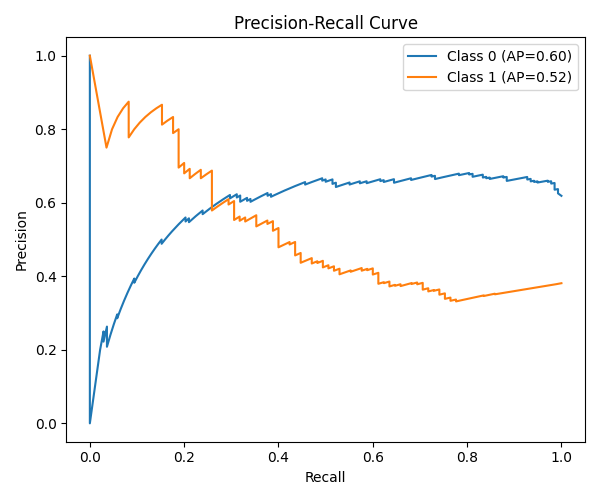 Precision-Recall Curve
Class 0 (AP=0.60)
Class 1 (AP=0.52)
Precision
1.0
0.8
0.6
0.4
0.2
0.0
0.0 0.2 0.4 0.6 0.8 1.0
Recall